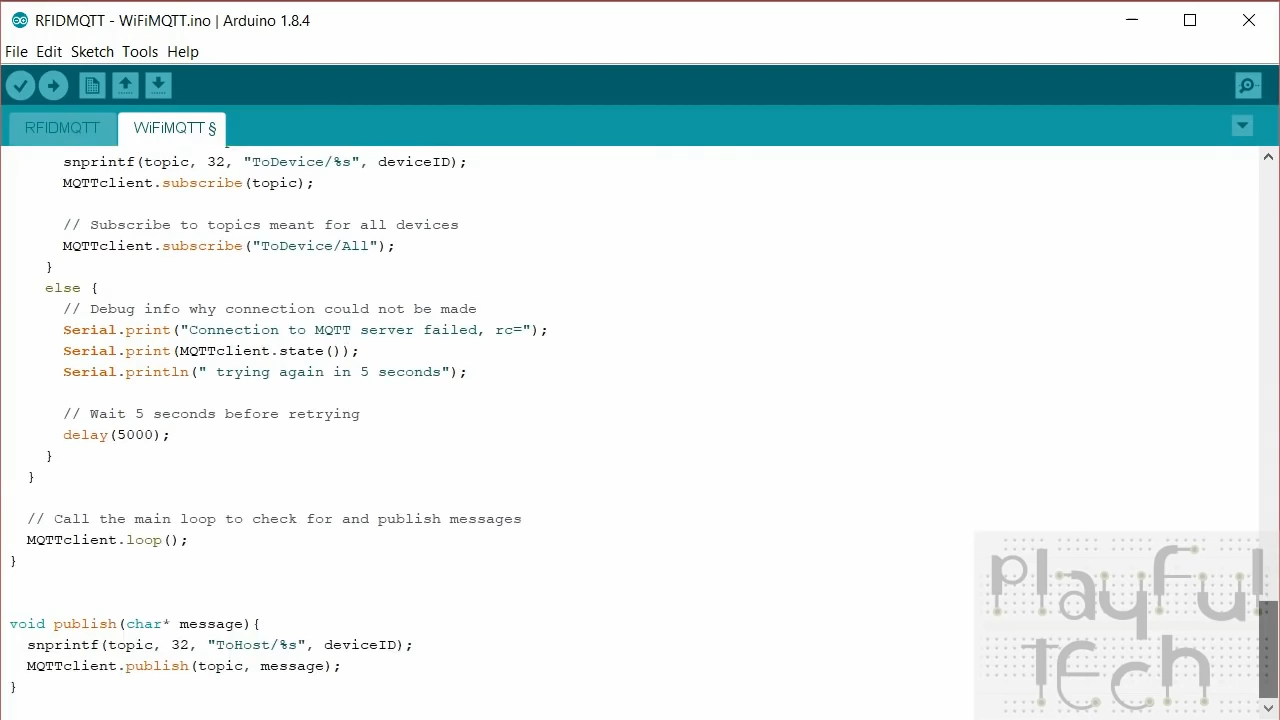 RFIDMQTT - WiFiMQTT.ino | Arduino 1.8.4
File Edit Sketch Tools Help
RFIDMQTT WiFiMQTT §
snprintf(topic, 32, "ToDevice/%s", deviceID);
MQTTclient.subscribe(topic);
// Subscribe to topics meant for all devices
MQTTclient.subscribe("ToDevice/All");
}
else {
// Debug info why connection could not be made
Serial.print("Connection to MQTT server failed, rc=");
Serial.print(MQTTclient.state());
Serial.println(" trying again in 5 seconds");
// Wait 5 seconds before retrying
delay(5000);
}
}
// Call the main loop to check for and publish messages
MQTTclient.loop();
}
void publish(char* message){
snprintf(topic, 32, "ToHost/%s", deviceID);
MQTTclient.publish(topic, message);
}
playful
TEch